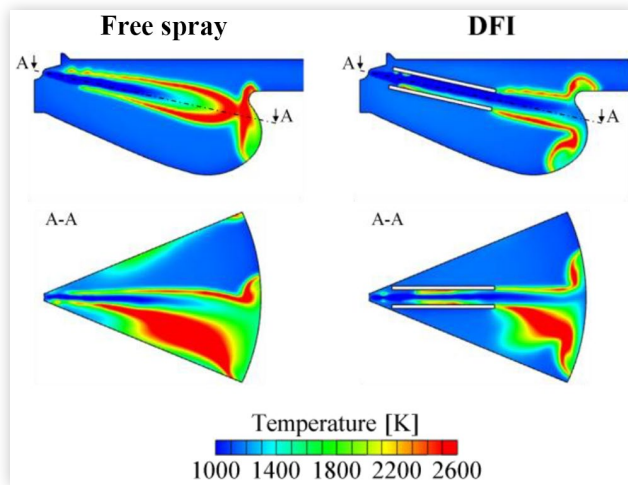 Free spray DFI
A A
A A
A-A A-A
Temperature [K]
1000 1400 1800 2200 2600